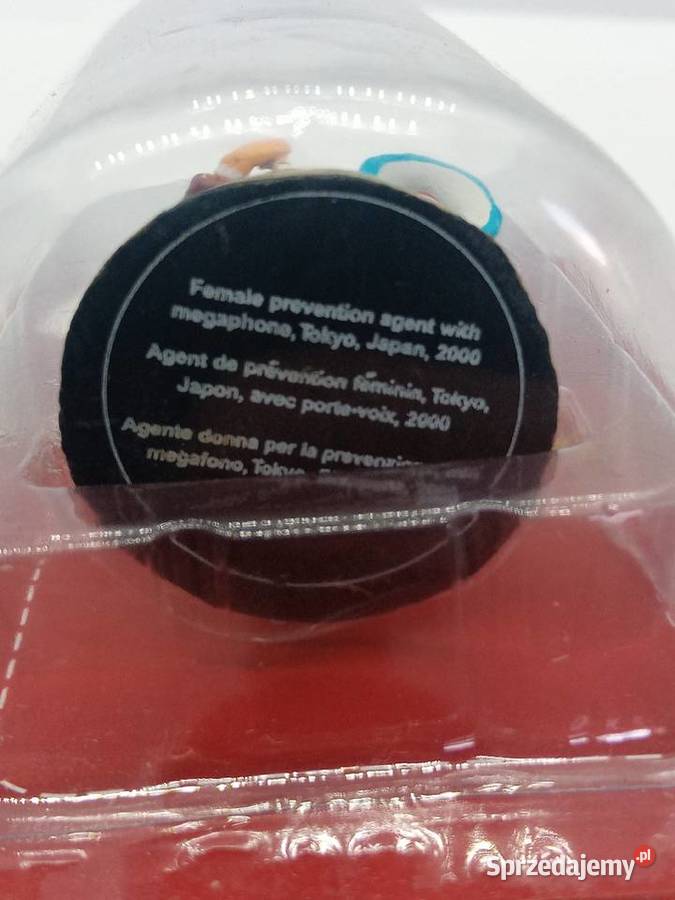 Female prevention agent with
megaphone, Tokyo, Japan, 2000
Agent de prévention féminin, Tokyo,
Japon, avec porte-voix, 2000
Agente donna per la prevenzione
megafono, Tokyo,
Sprzedajemy.pl